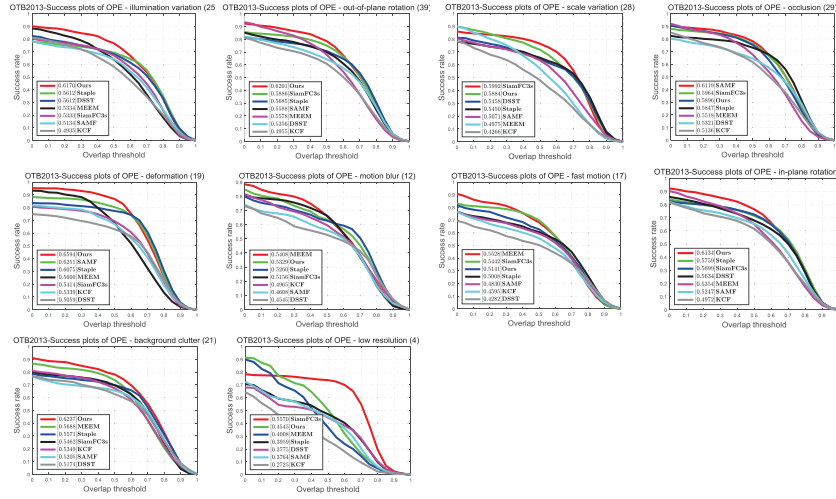 OTB2013-Success plots of OPE - illumination variation (25
Success rate
0.6170 Ours
0.5612 Staple
0.5612 DSST
0.5334 MEEM
0.5333 SiamFC3s
0.5134 SAMF
0.4935 KCF
Overlap threshold
OTB2013-Success plots of OPE - out-of-plane rotation (39)
Success rate
0.6201 Ours
0.5886 SiamFC3s
0.5685 Staple
0.5588 SAMF
0.5578 MEEM
0.5356 DSST
0.4955 KCF
Overlap threshold
OTB2013-Success plots of OPE - scale variation (28)
Success rate
0.5992 SiamFC3s
0.5884 Ours
0.5458 DSST
0.5450 Staple
0.5071 SAMF
0.4975 MEEM
0.4266 KCF
Overlap threshold
OTB2013-Success plots of OPE - occlusion (29)
Success rate
0.6119 SAMF
0.5964 SiamFC3s
0.5896 Ours
0.5847 Staple
0.5518 MEEM
0.5321 DSST
0.5136 KCF
Overlap threshold
OTB2013-Success plots of OPE - deformation (19)
Success rate
0.6594 Ours
0.6251 SAMF
0.6075 Staple
0.5600 MEEM
0.5414 SiamFC3s
0.5339 KCF
0.5059 DSST
Overlap threshold
OTB2013-Success plots of OPE - motion blur (12)
Success rate
0.5408 MEEM
0.5329 Ours
0.5260 Staple
0.5156 SiamFC3s
0.4965 KCF
0.4608 SAMF
0.4545 DSST
Overlap threshold
OTB2013-Success plots of OPE - fast motion (17)
Success rate
0.5528 MEEM
0.5442 SiamFC3s
0.5141 Ours
0.5008 Staple
0.4830 SAMF
0.4595 KCF
0.4282 DSST
Overlap threshold
OTB2013-Success plots of OPE - in-plane rotation
Success rate
0.6134 Ours
0.5759 Staple
0.5699 SiamFC3s
0.5634 DSST
0.5354 MEEM
0.5247 SAMF
0.4972 KCF
Overlap threshold
OTB2013-Success plots of OPE - background clutter (21)
Success rate
0.6237 Ours
0.5688 MEEM
0.5571 Staple
0.5462 SiamFC3s
0.5349 KCF
0.5205 SAMF
0.5174 DSST
Overlap threshold
OTB2013-Success plots of OPE - low resolution (4)
Success rate
0.5570 SiamFC3s
0.4545 Ours
0.4008 MEEM
0.3959 Staple
0.3775 DSST
0.3764 SAMF
0.2725 KCF
Overlap threshold